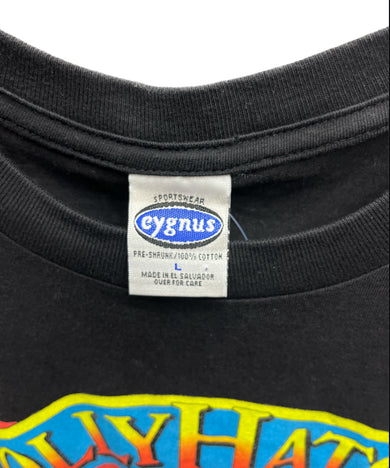 SPORTSWEAR
cygnus
PRE-SHRUNK/100% COTTON
L
MADE IN EL SALVADOR
OVER FOR CARE